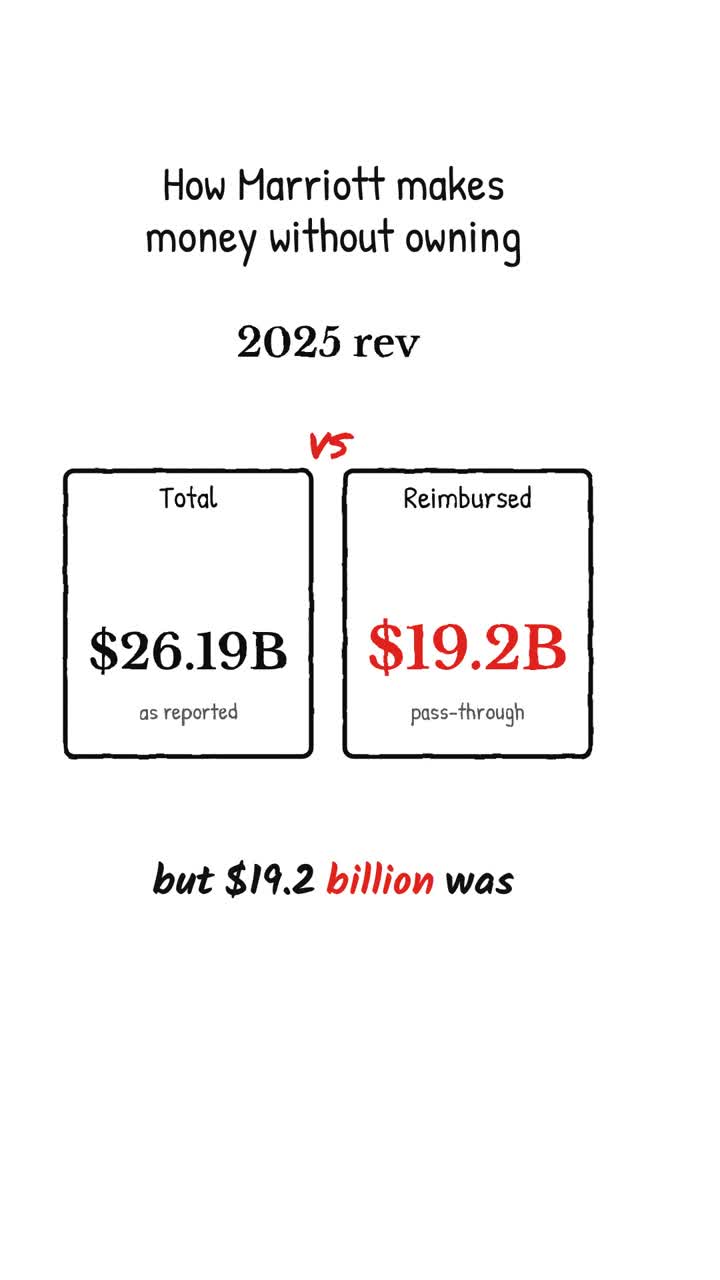 How Marriott makes
money without owning
2025 rev
vs
Total
$26.19B
as reported
Reimbursed
$19.2B
pass-through
but $19.2 billion was